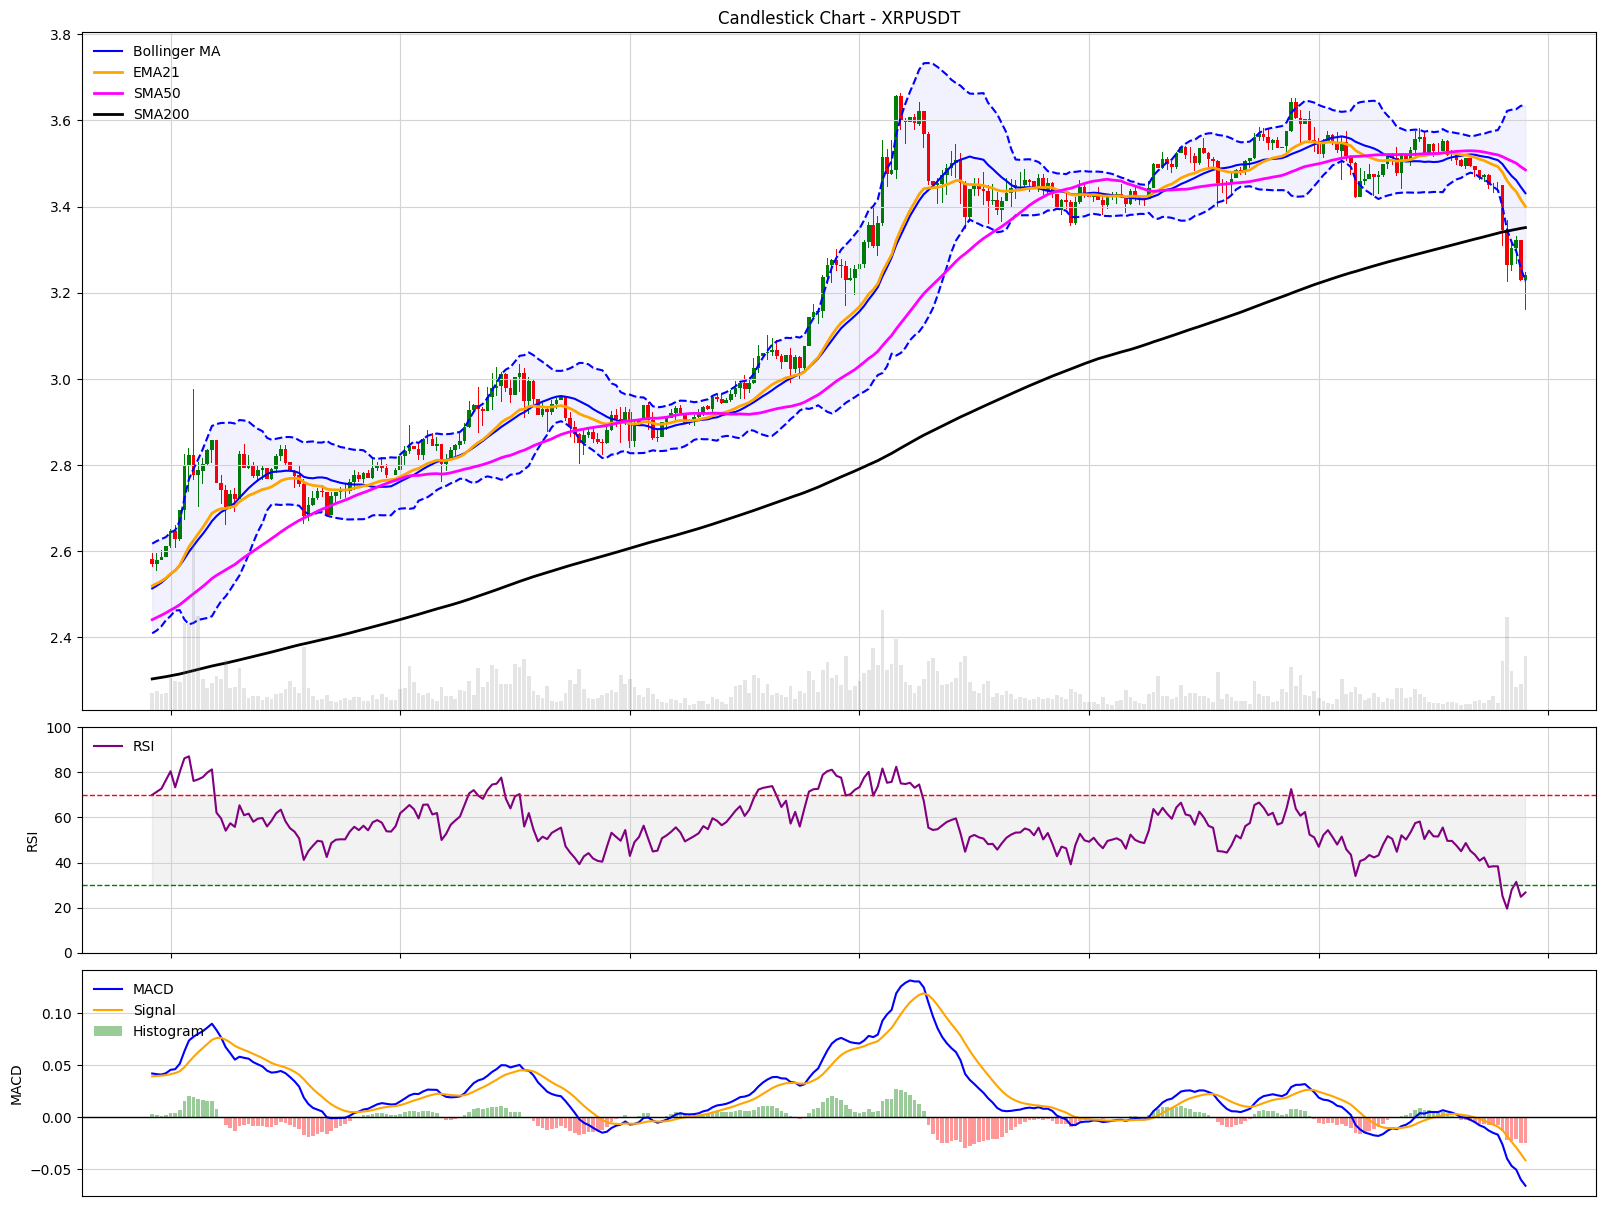 Candlestick Chart - XRPUSDT
3.8
3.6
3.4
3.2
3.0
2.8
2.6
2.4
Bollinger MA
EMA21
SMA50
SMA200
100
80
60
40
20
0
RSI
RSI
0.10
0.05
0.00
−0.05
MACD
MACD
Signal
Histogram